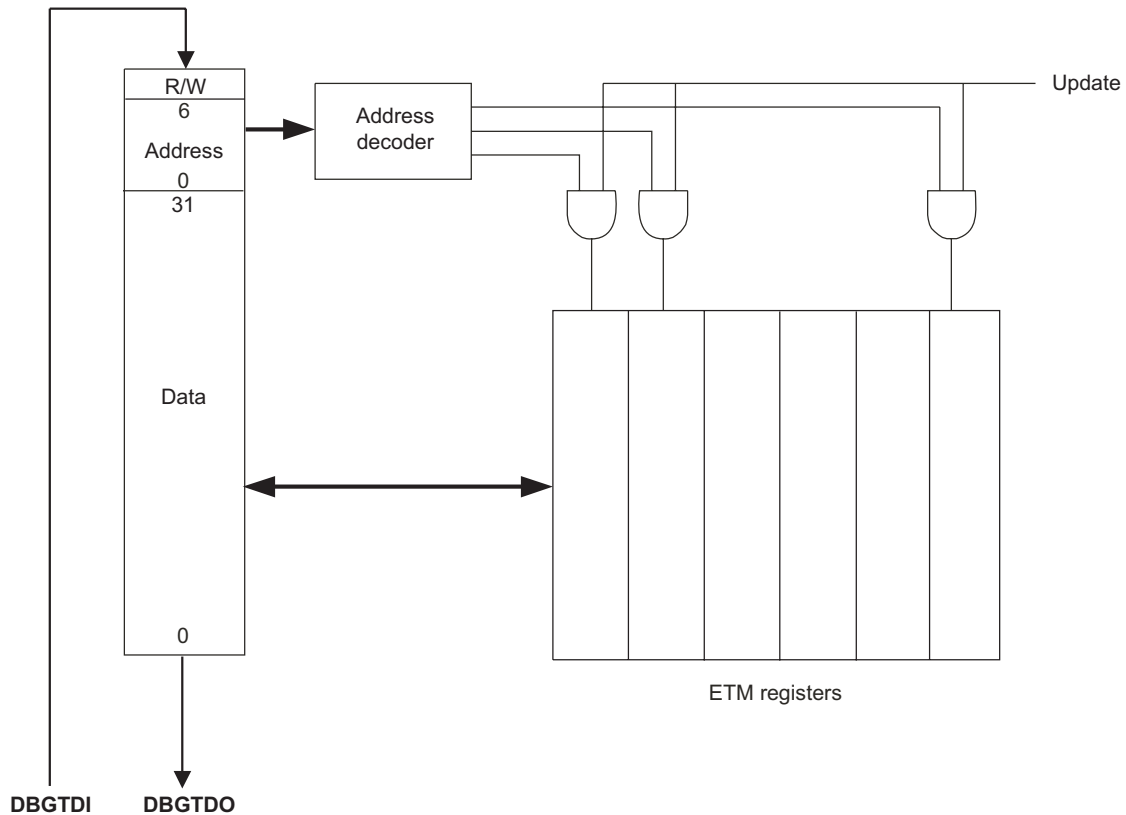 Update
R/W
6
Address
0
31
Address
decoder
Data
0
ETM registers
DBGTDI
DBGTDO